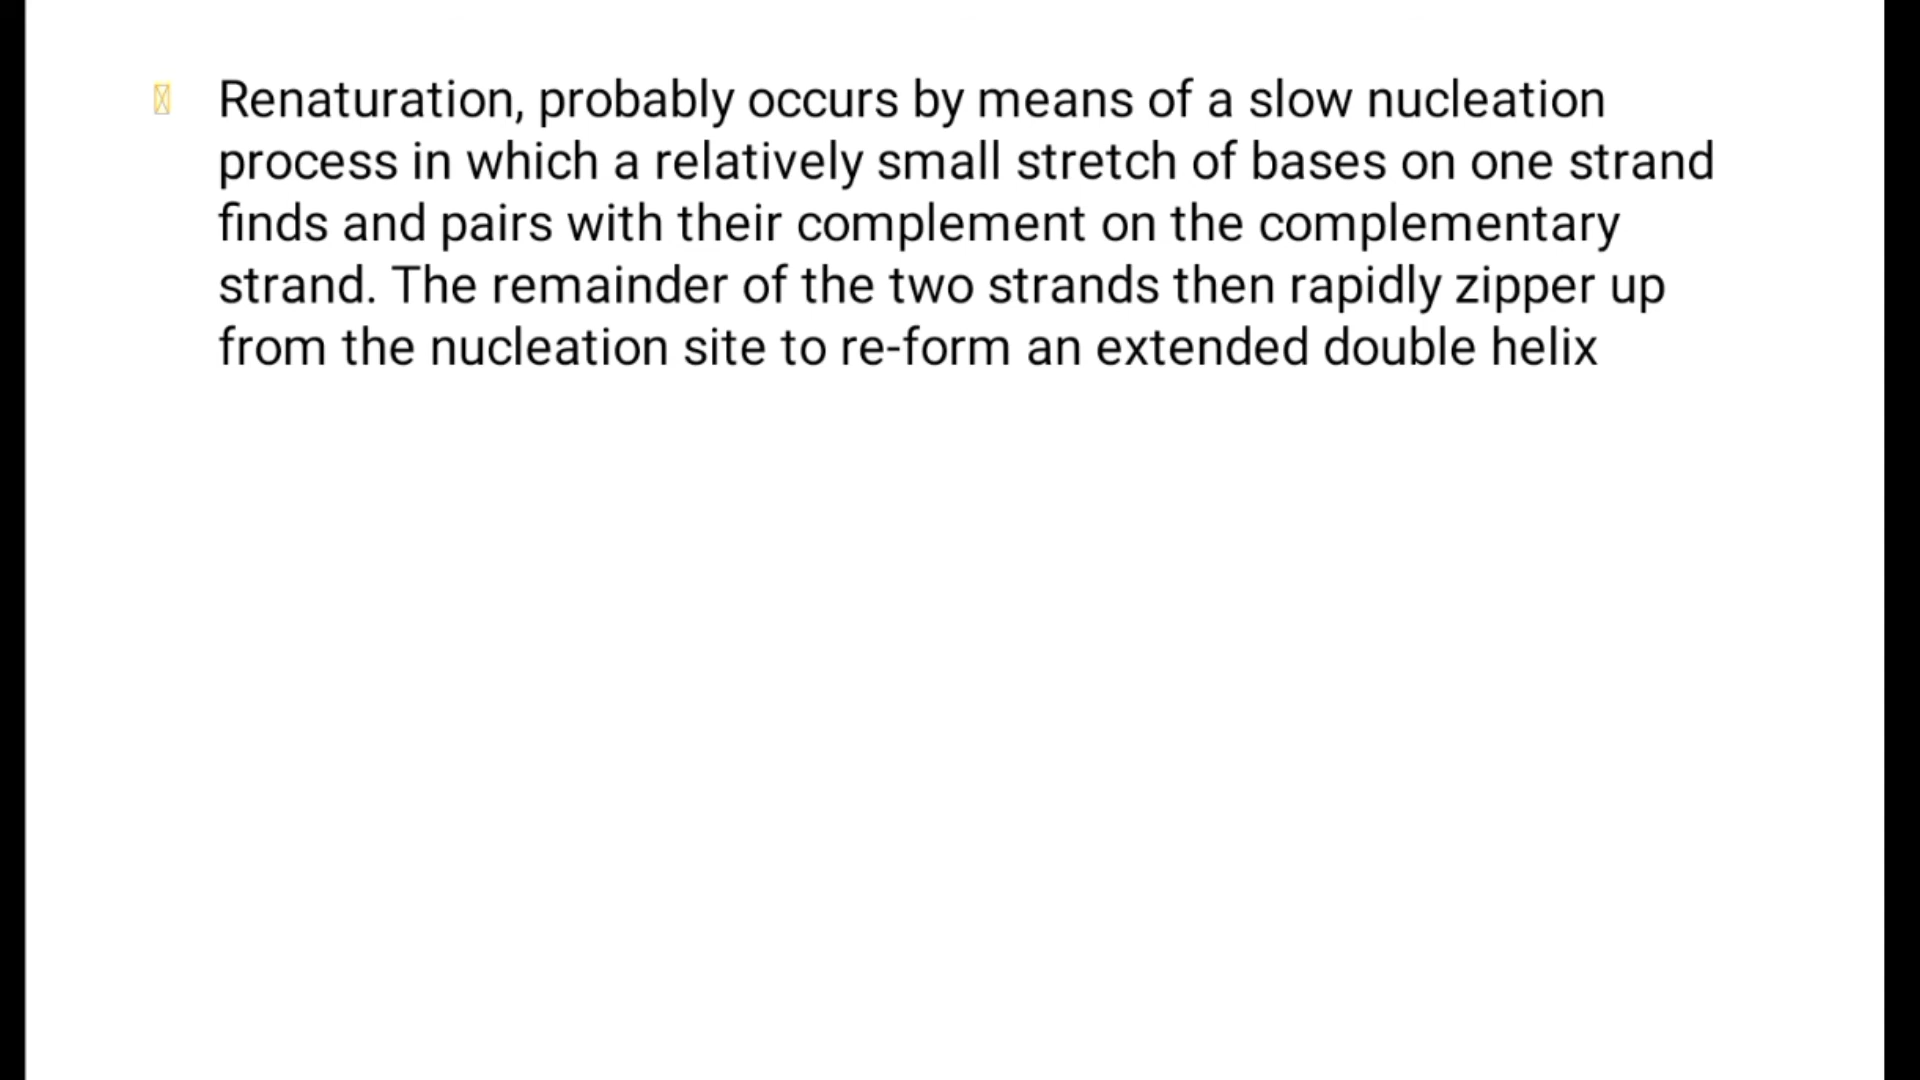 Renaturation, probably occurs by means of a slow nucleation
process in which a relatively small stretch of bases on one strand
finds and pairs with their complement on the complementary
strand. The remainder of the two strands then rapidly zipper up
from the nucleation site to re-form an extended double helix